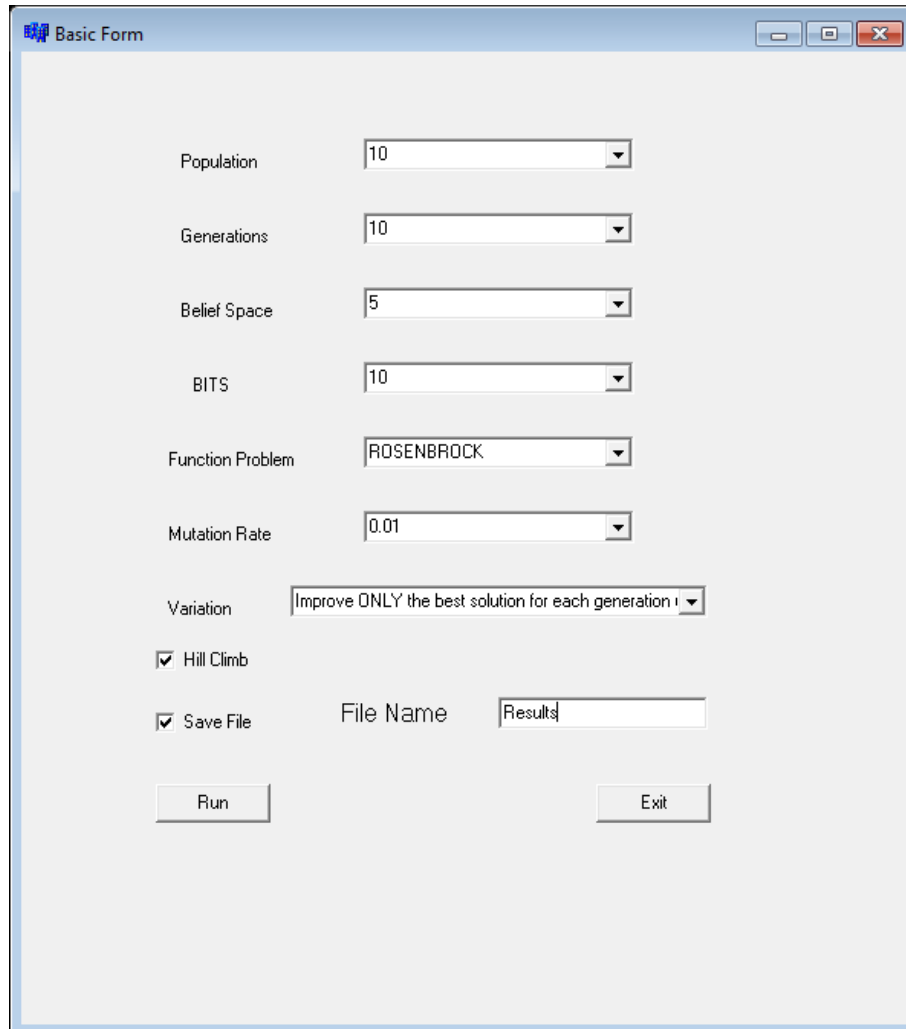 Basic Form
Population 10
Generations 10
Belief Space 5
BITS 10
Function Problem ROSENBROCK
Mutation Rate 0.01
Variation Improve ONLY the best solution for each generation
Hill Climb
Save File File Name Results
Run Exit